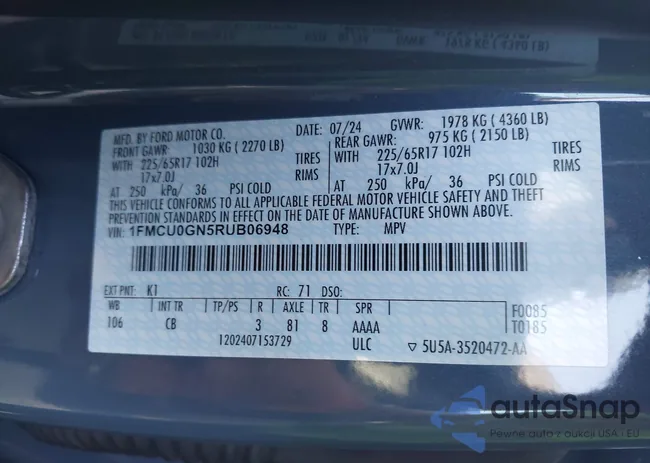 MFD. BY FORD MOTOR CO. DATE: 07/24 GVWR: 1978 KG ( 4360 LB)
FRONT GAWR: 1030 KG ( 2270 LB) REAR GAWR: 975 KG ( 2150 LB)
WITH 225/65R17 102H TIRES WITH 225/65R17 102H TIRES
17x7.0J RIMS 17x7.0J RIMS
AT 250 kPa/ 36 PSI COLD AT 250 kPa/ 36 PSI COLD
THIS VEHICLE CONFORMS TO ALL APPLICABLE FEDERAL MOTOR VEHICLE SAFETY AND THEFT
PREVENTION STANDARDS IN EFFECT ON THE DATE OF MANUFACTURE SHOWN ABOVE.
VIN: 1FMCU0GN5RUB06948 TYPE: MPV
EXT PNT: K1 RC: 71 DSO:
WB INT TR TP/PS R AXLE TR SPR F0085
106 CB 3 81 8 AAAA T0185
1202407153729 ULC ▽ 5U5A-3520472-AA
autoSnap
Pewne auto z aukcji USA i EU